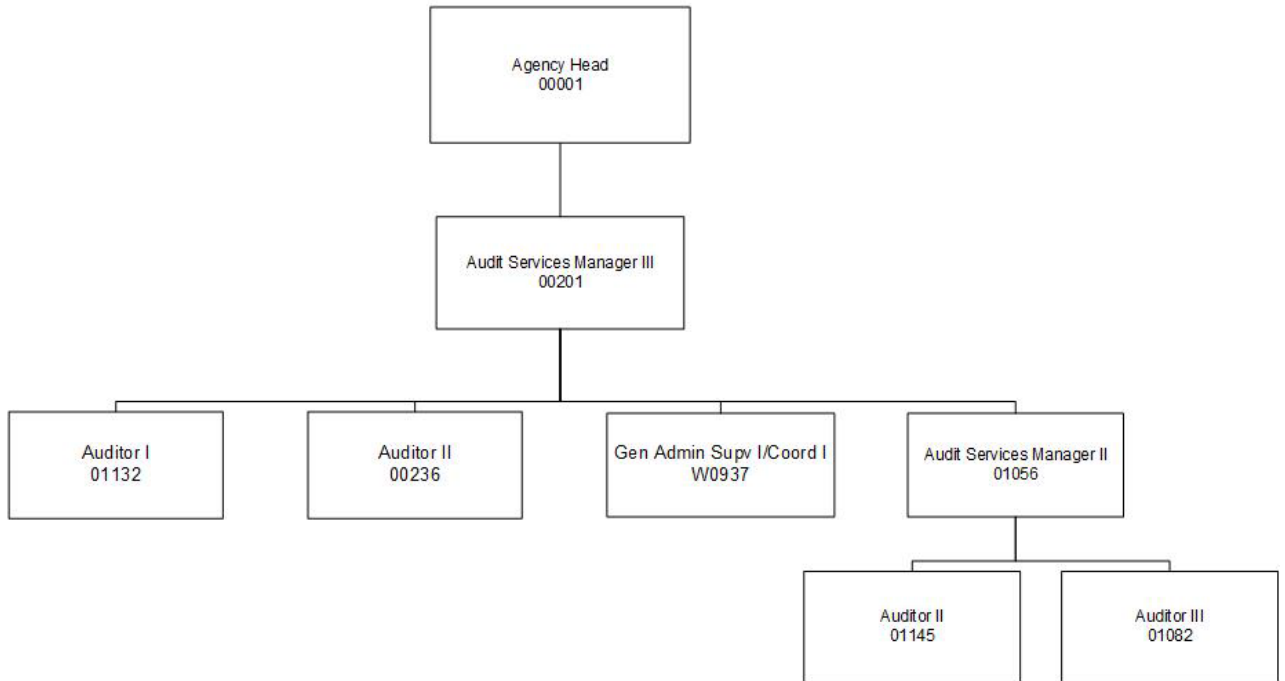 Agency Head
00001
Audit Services Manager III
00201
Auditor I
01132
Auditor II
00236
Gen Admin Supv I/Coord I
W0937
Audit Services Manager II
01056
Auditor II
01145
Auditor III
01082